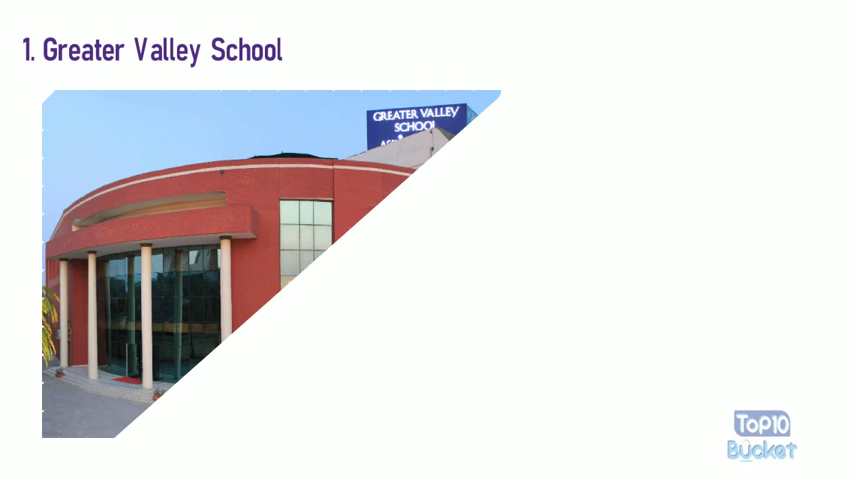 1. Greater Valley School
GREATER VALLEY
SCHOOL
Top10
Bucket